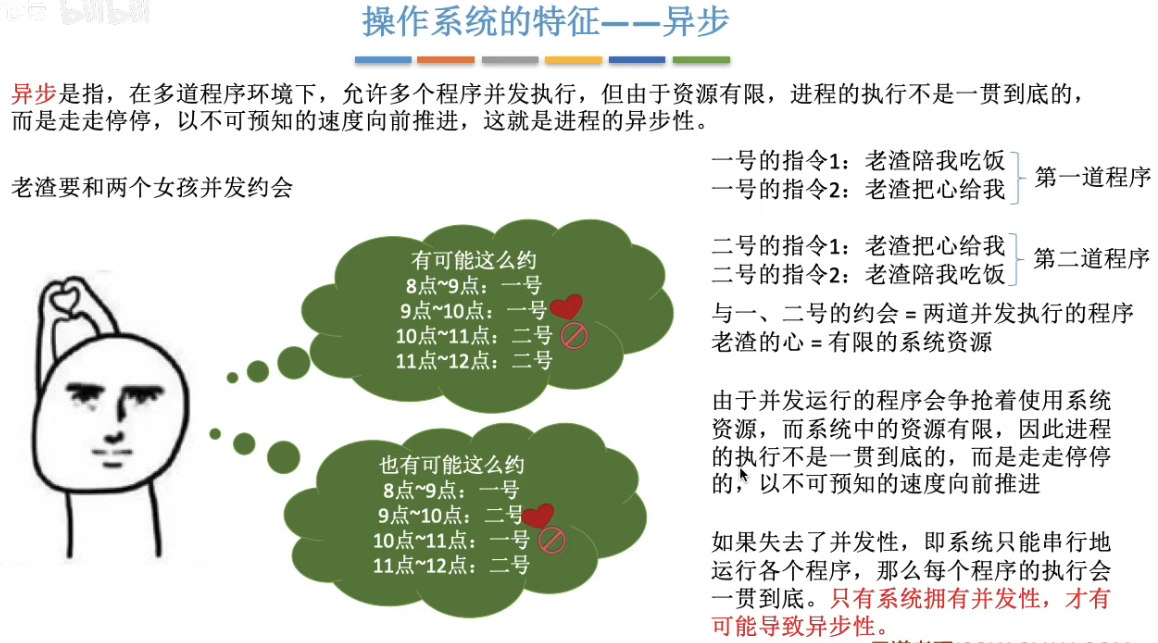 bilibili
操作系统的特征——异步
异步是指，在多道程序环境下，允许多个程序并发执行，但由于资源有限，进程的执行不是一贯到底的，
而是走走停停，以不可预知的速度向前推进，这就是进程的异步性。
老渣要和两个女孩并发约会
有可能这么约
8点~9点：一号
9点~10点：一号
10点~11点：二号
11点~12点：二号
也有可能这么约
8点~9点：一号
9点~10点：二号
10点~11点：一号
11点~12点：二号
一号的指令1：老渣陪我吃饭
一号的指令2：老渣把心给我
第一道程序
二号的指令1：老渣把心给我
二号的指令2：老渣陪我吃饭
第二道程序
与一、二号的约会 = 两道并发执行的程序
老渣的心 = 有限的系统资源
由于并发运行的程序会争抢着使用系统
资源，而系统中的资源有限，因此进程
的执行不是一贯到底的，而是走走停停
的，以不可预知的速度向前推进
如果失去了并发性，即系统只能串行地
运行各个程序，那么每个程序的执行会
一贯到底。只有系统拥有并发性，才有
可能导致异步性。